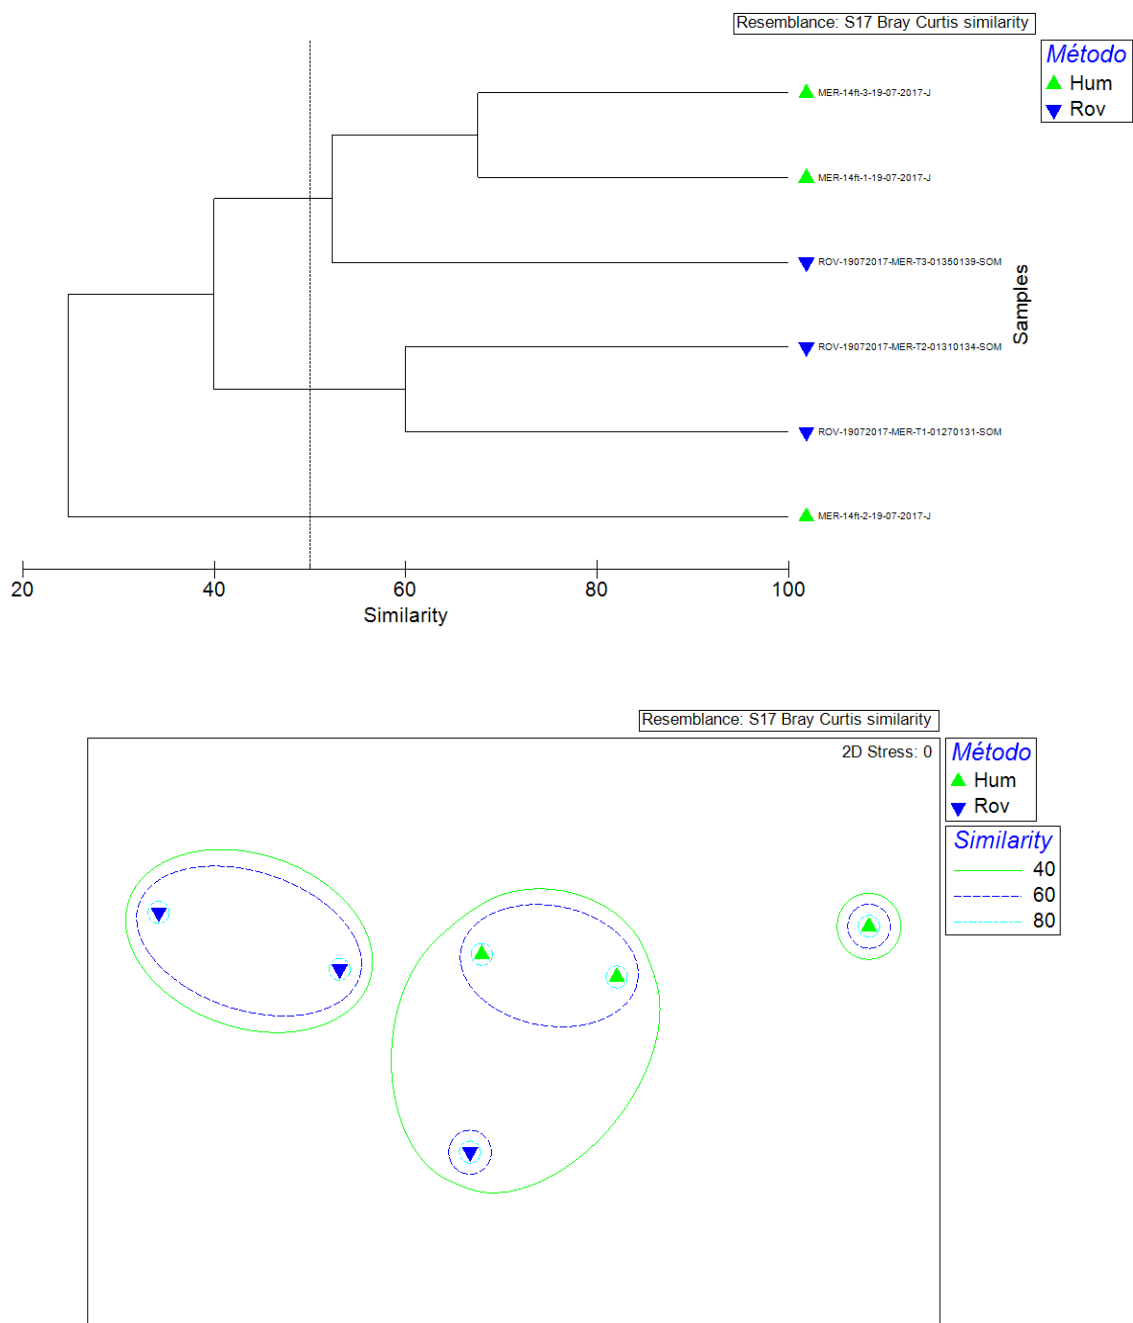 Resemblance: S17 Bray Curtis similarity
Método
Hum
Rov
MER-14ft-3-19-07-2017-J
MER-14ft-1-19-07-2017-J
ROV-19072017-MER-T3-01350139-SOM
ROV-19072017-MER-T2-01310134-SOM
ROV-19072017-MER-T1-01270131-SOM
MER-14ft-2-19-07-2017-J
Samples
20 40 60 80 100
Similarity
Resemblance: S17 Bray Curtis similarity
2D Stress: 0
Método
Hum
Rov
Similarity
40
60
80